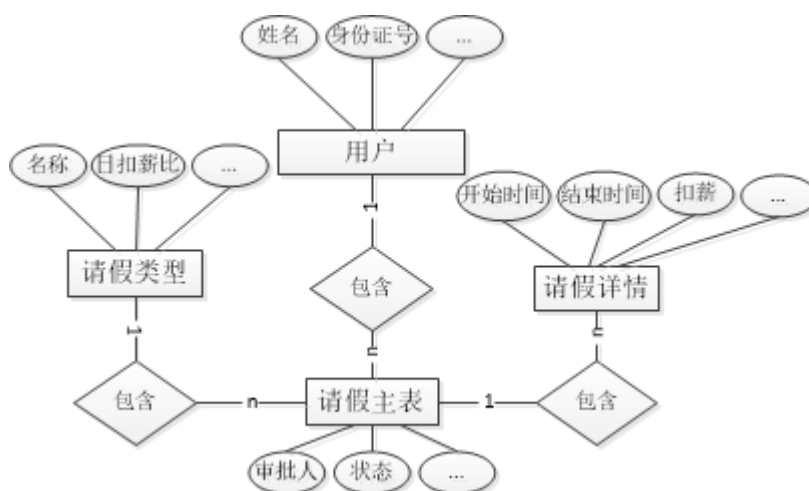 姓名
身份证号
...
用户
名称
日扣薪比
...
开始时间
结束时间
扣薪
...
1
请假类型
包含
请假详情
1
n
n
包含
n
请假主表
1
包含
审批人
状态
...